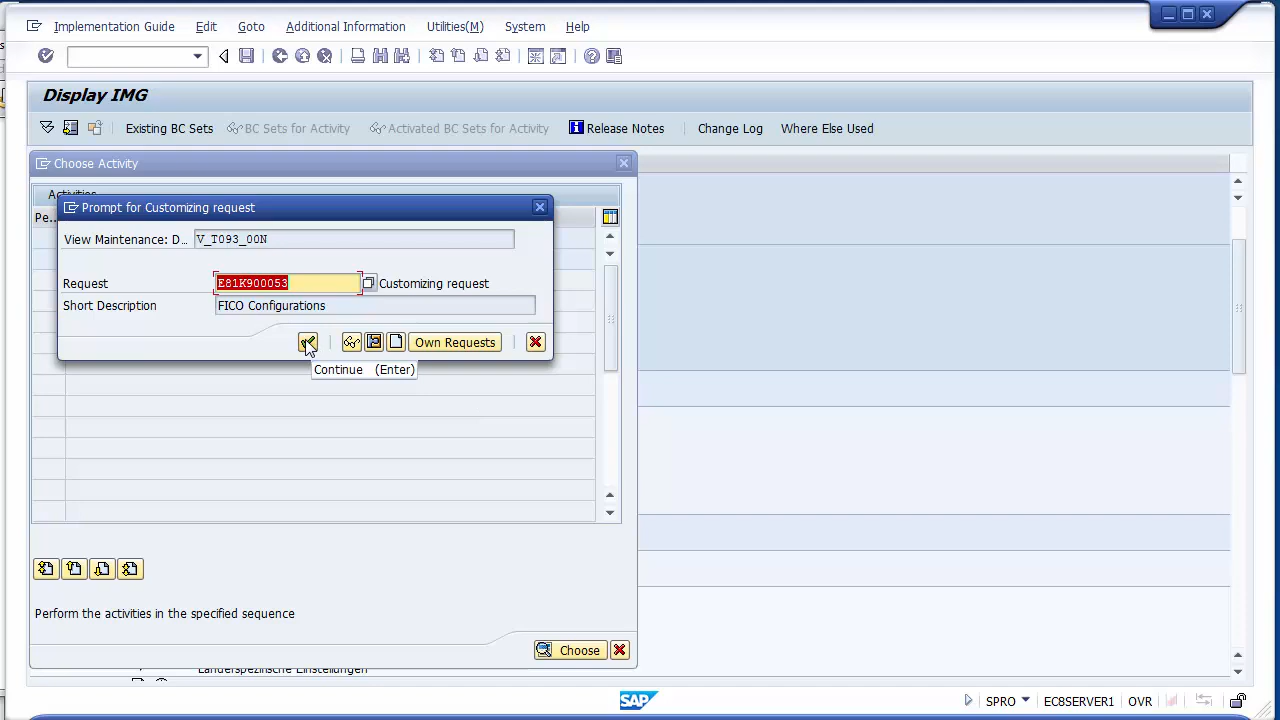 Implementation Guide Edit Goto Additional Information Utilities(M) System Help
Display IMG
Existing BC Sets BC Sets for Activity Activated BC Sets for Activity Release Notes Change Log Where Else Used
Choose Activity
Activities
Prompt for Customizing request
Pe..
View Maintenance: D... V_T093_00N
Request E81K900053 Customizing request
Short Description FICO Configurations
Own Requests
Continue (Enter)
Perform the activities in the specified sequence
Choose
Länderspezifische Einstellungen
SAP SPRO EC8SERVER1 OVR